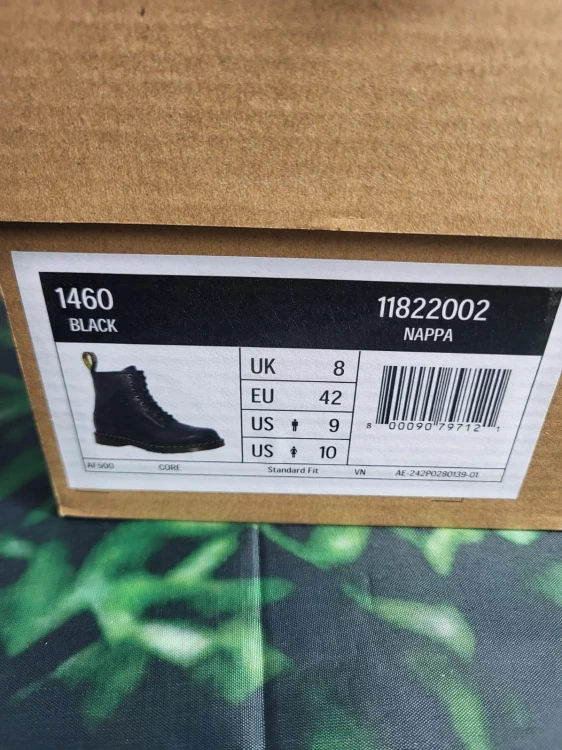 1460
BLACK
11822002
NAPPA
UK 8
EU 42
US 9
US 10
8 00090 79712 1
AF500 CORE Standard Fit VN AE-242P0280139-01